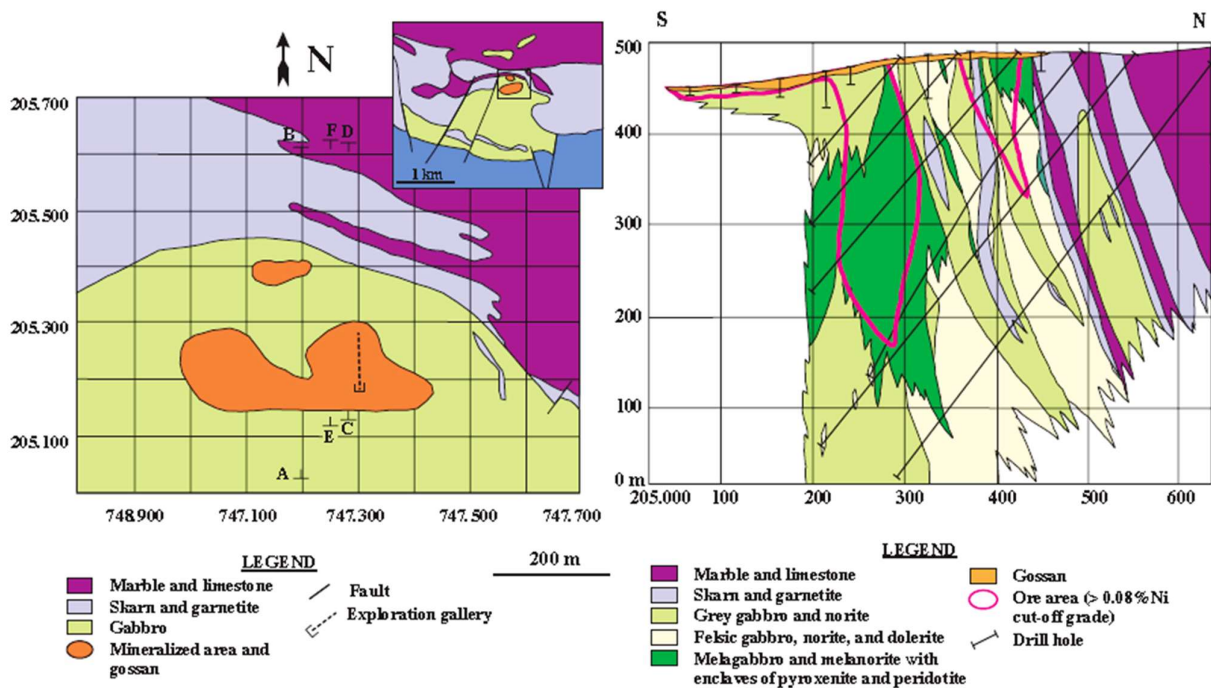 N
205.700
205.500
205.300
205.100
B
F D
E C
A
1 km
748.900
747.100
747.300
747.500
747.700
LEGEND
200 m
Marble and limestone
Skarn and garnetite
Gabbro
Mineralized area and
gossan
Fault
Exploration gallery
S
N
500
400
300
200
100
0 m
205.000
100
200
300
400
500
600
LEGEND
Marble and limestone
Skarn and garnetite
Grey gabbro and norite
Felsic gabbro, norite, and dolerite
Melagabbro and melanorite with
enclaves of pyroxenite and peridotite
Gossan
Ore area (> 0.08%Ni
cut-off grade)
Drill hole